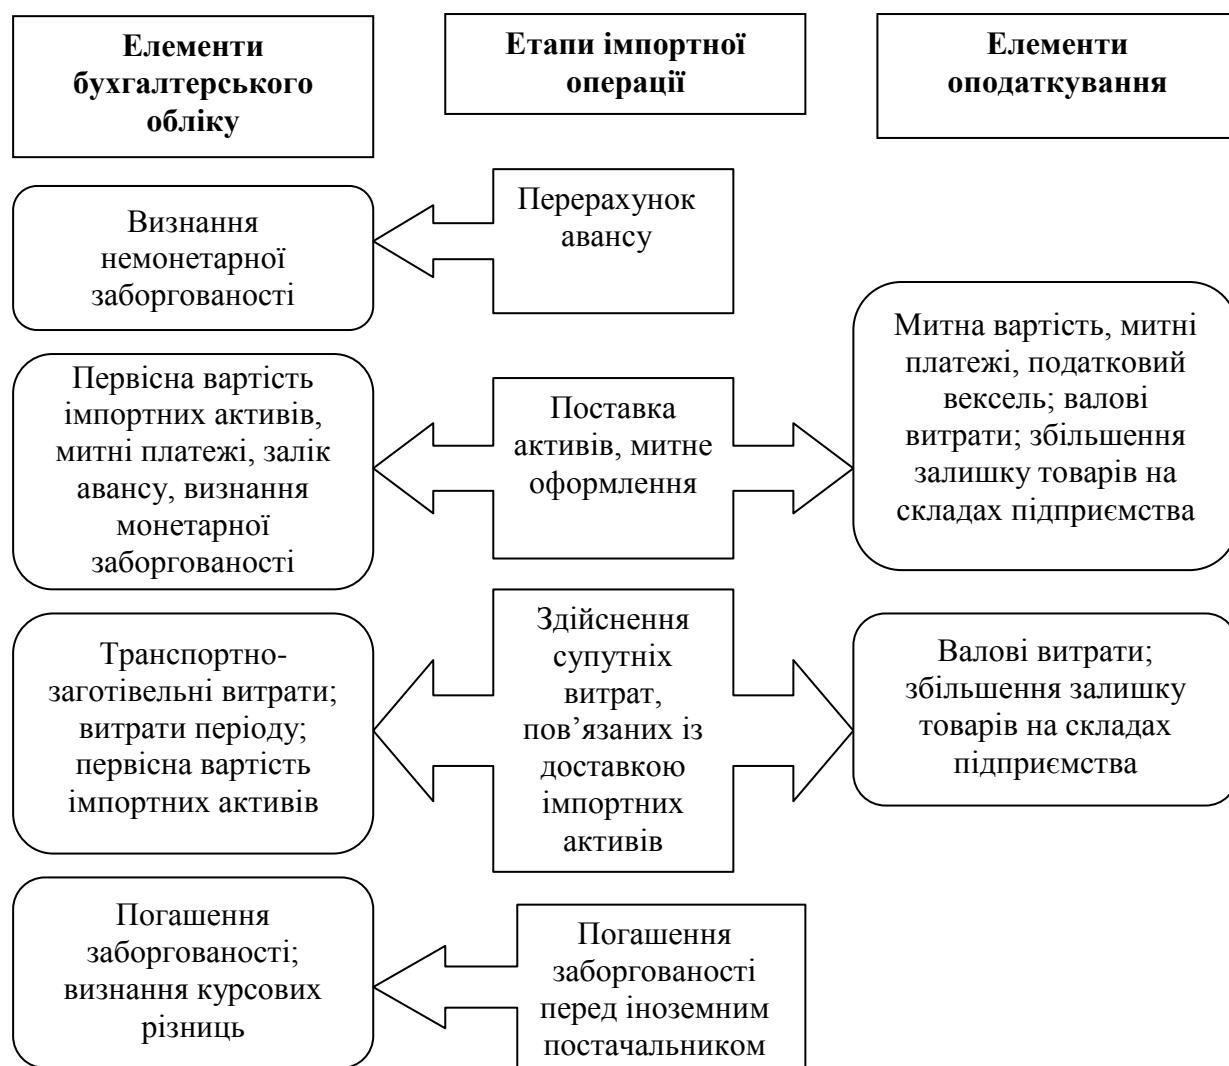 Елементи
бухгалтерського
обліку
Етапи імпортної
операції
Елементи
оподаткування
Визнання
немонетарної
заборгованості
Перерахунок
авансу
Первісна вартість
імпортних активів,
митні платежі, залік
авансу, визнання
монетарної
заборгованості
Поставка
активів, митне
оформлення
Митна вартість, митні
платежі, податковий
вексель; валові
витрати; збільшення
залишку товарів на
складах підприємства
Транспортно-
заготівельні витрати;
витрати періоду;
первісна вартість
імпортних активів
Здійснення
супутніх
витрат,
пов’язаних із
доставкою
імпортних
активів
Валові витрати;
збільшення залишку
товарів на складах
підприємства
Погашення
заборгованості;
визнання курсових
різниць
Погашення
заборгованості
перед іноземним
постачальником